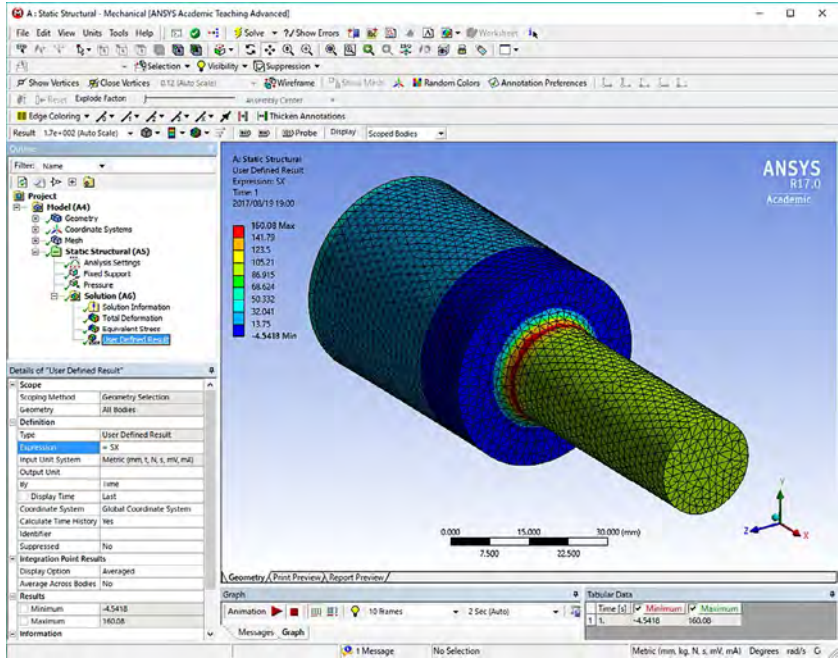 A : Static Structural - Mechanical [ANSYS Academic Teaching Advanced]
File Edit View Units Tools Help Solve ?/ Show Errors Worksheet
Selection Visibility Suppression
Show Vertices Close Vertices 0.12 (Auto Scale) Wireframe Show Mesh Random Colors Annotation Preferences
Reset Explode Factor: Assembly Center
Edge Coloring Thicken Annotations
Result 1.7e+002 (Auto Scale) Probe Display Scoped Bodies
Outline
Filter: Name
Project
Model (A4)
Geometry
Coordinate Systems
Mesh
Static Structural (A5)
Analysis Settings
Fixed Support
Pressure
Solution (A6)
Solution Information
Total Deformation
Equivalent Stress
User Defined Result
Details of "User Defined Result"
Scope
Scoping Method Geometry Selection
Geometry All Bodies
Definition
Type User Defined Result
Expression = SX
Input Unit System Metric (mm, t, N, s, mV, mA)
Output Unit
By Time
Display Time Last
Coordinate System Global Coordinate System
Calculate Time History Yes
Identifier
Suppressed No
Integration Point Results
Display Option Averaged
Average Across Bodies No
Results
Minimum -4.5418
Maximum 160.08
Information
A: Static Structural
User Defined Result
Expression: SX
Time: 1
2017/08/19 19:00
160.08 Max
141.79
123.5
105.21
86.915
68.624
50.332
32.041
13.75
-4.5418 Min
ANSYS
R17.0
Academic
0.000 15.000 30.000 (mm)
7.500 22.500
Y
Z X
Geometry Print Preview Report Preview
Graph
Animation 10 Frames 2 Sec (Auto)
Messages Graph
Tabular Data
Time [s] Minimum Maximum
1 1. -4.5418 160.08
1 Message No Selection Metric (mm, kg, N, s, mV, mA) Degrees rad/s C